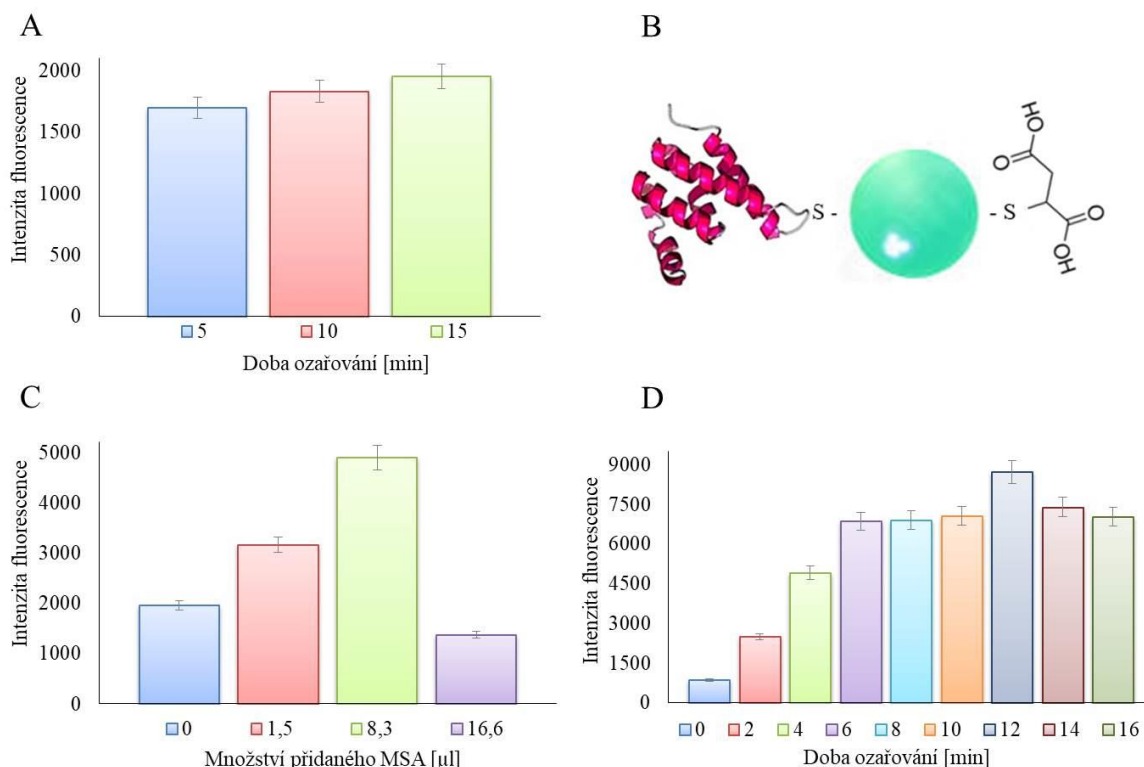 A
Intenzita fluorescence
2000
1500
1000
500
0
5 10 15
Doba ozařování [min]
B
S - - S
OH
O
O
OH
C
Intenzita fluorescence
5000
4000
3000
2000
1000
0
0 1,5 8,3 16,6
Množství přidaného MSA [µl]
D
Intenzita fluorescence
9000
7500
6000
4500
3000
1500
0
0 2 4 6 8 10 12 14 16
Doba ozařování [min]